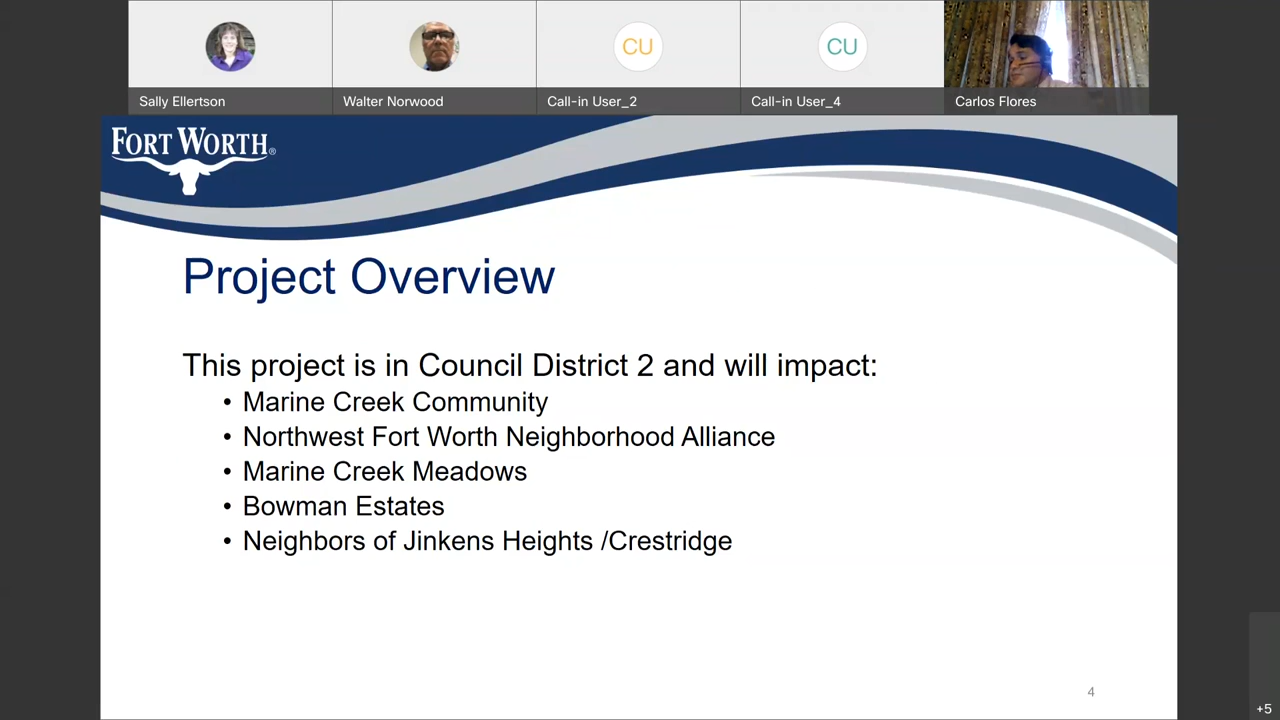 Sally Ellertson
Walter Norwood
CU
Call-in User_2
CU
Call-in User_4
Carlos Flores
FORT WORTH®
Project Overview
This project is in Council District 2 and will impact:
• Marine Creek Community
• Northwest Fort Worth Neighborhood Alliance
• Marine Creek Meadows
• Bowman Estates
• Neighbors of Jinkens Heights /Crestridge
4
+5